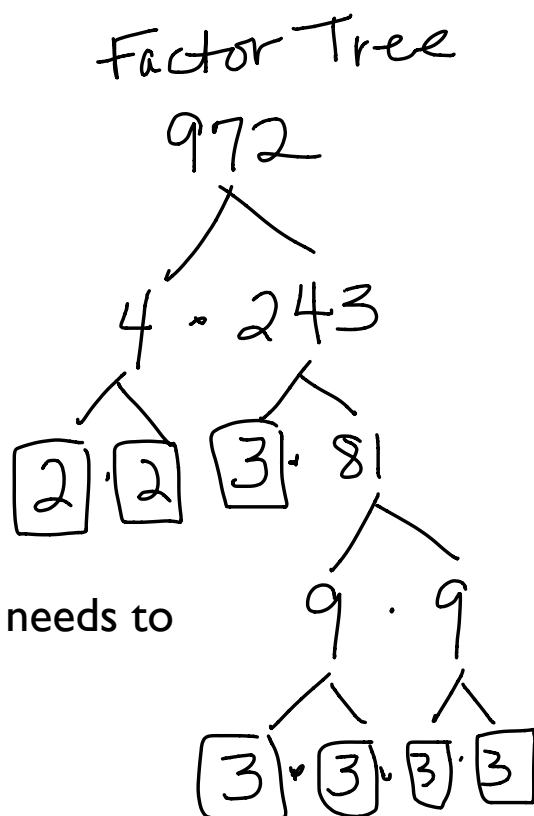 Factor Tree
972
4 · 243
2 · 2 3 · 81
9 · 9
needs to
3 · 3 · 3 · 3